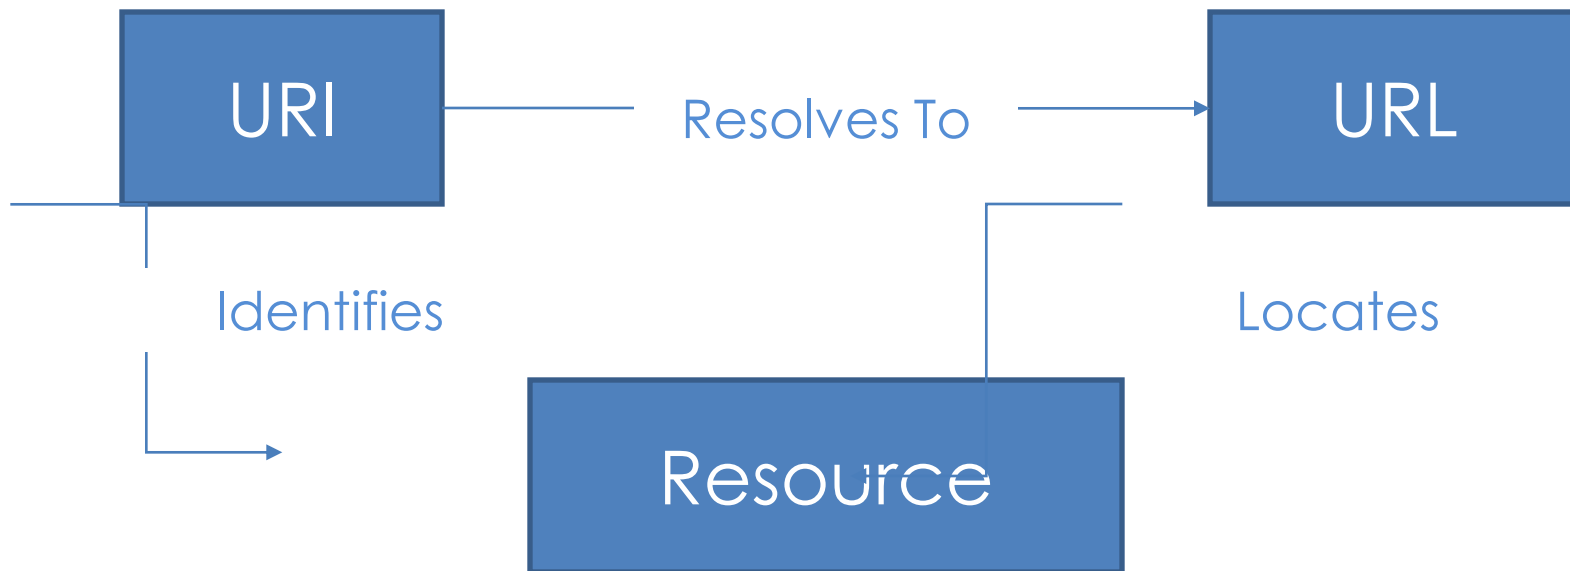 URI
Resolves To
URL
Identifies
Locates
Resource